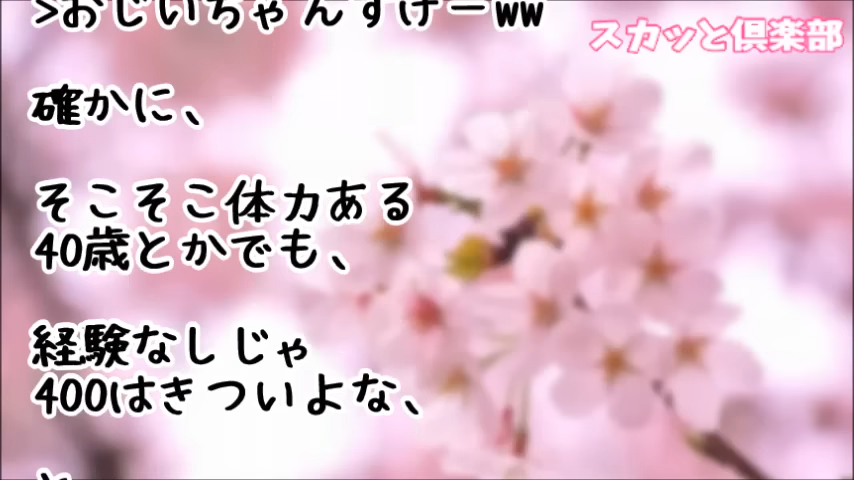 >おじいちゃんすげーww
スカッと倶楽部
確かに、
そこそこ体力ある
40歳とかでも、
経験なしじゃ
400はきついよな、
と